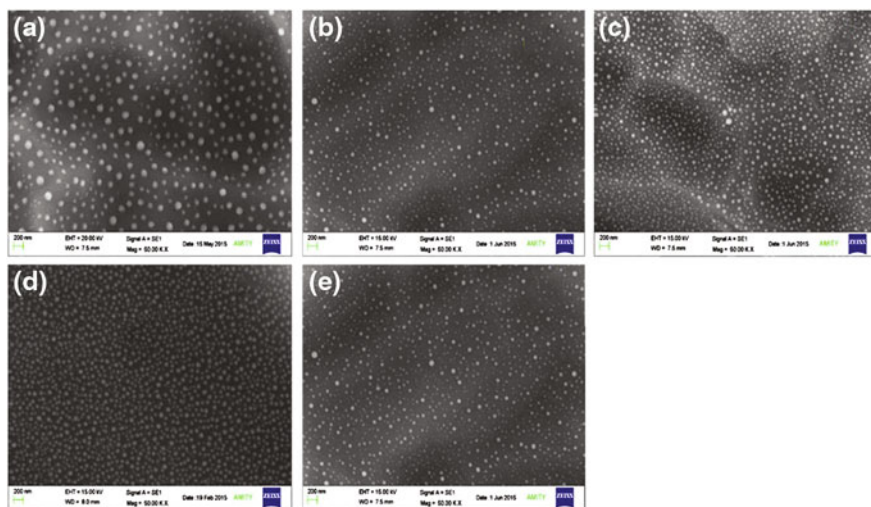 (a)
(b)
(c)
200 nm EHT = 20.00 kV Signal A = SE1 Date :15 May 2015 AMITY ZEISS
WD = 7.5 mm Mag = 50.00 K X
200 nm EHT = 15.00 kV Signal A = SE1 Date :1 Jun 2015 AMITY ZEISS
WD = 7.5 mm Mag = 50.00 K X
200 nm EHT = 15.00 kV Signal A = SE1 Date :1 Jun 2015 AMITY ZEISS
WD = 7.5 mm Mag = 50.00 K X
(d)
(e)
200 nm EHT = 15.00 kV Signal A = SE1 Date :19 Feb 2015 AMITY ZEISS
WD = 8.0 mm Mag = 50.00 K X
200 nm EHT = 15.00 kV Signal A = SE1 Date :1 Jun 2015 AMITY ZEISS
WD = 7.5 mm Mag = 50.00 K X